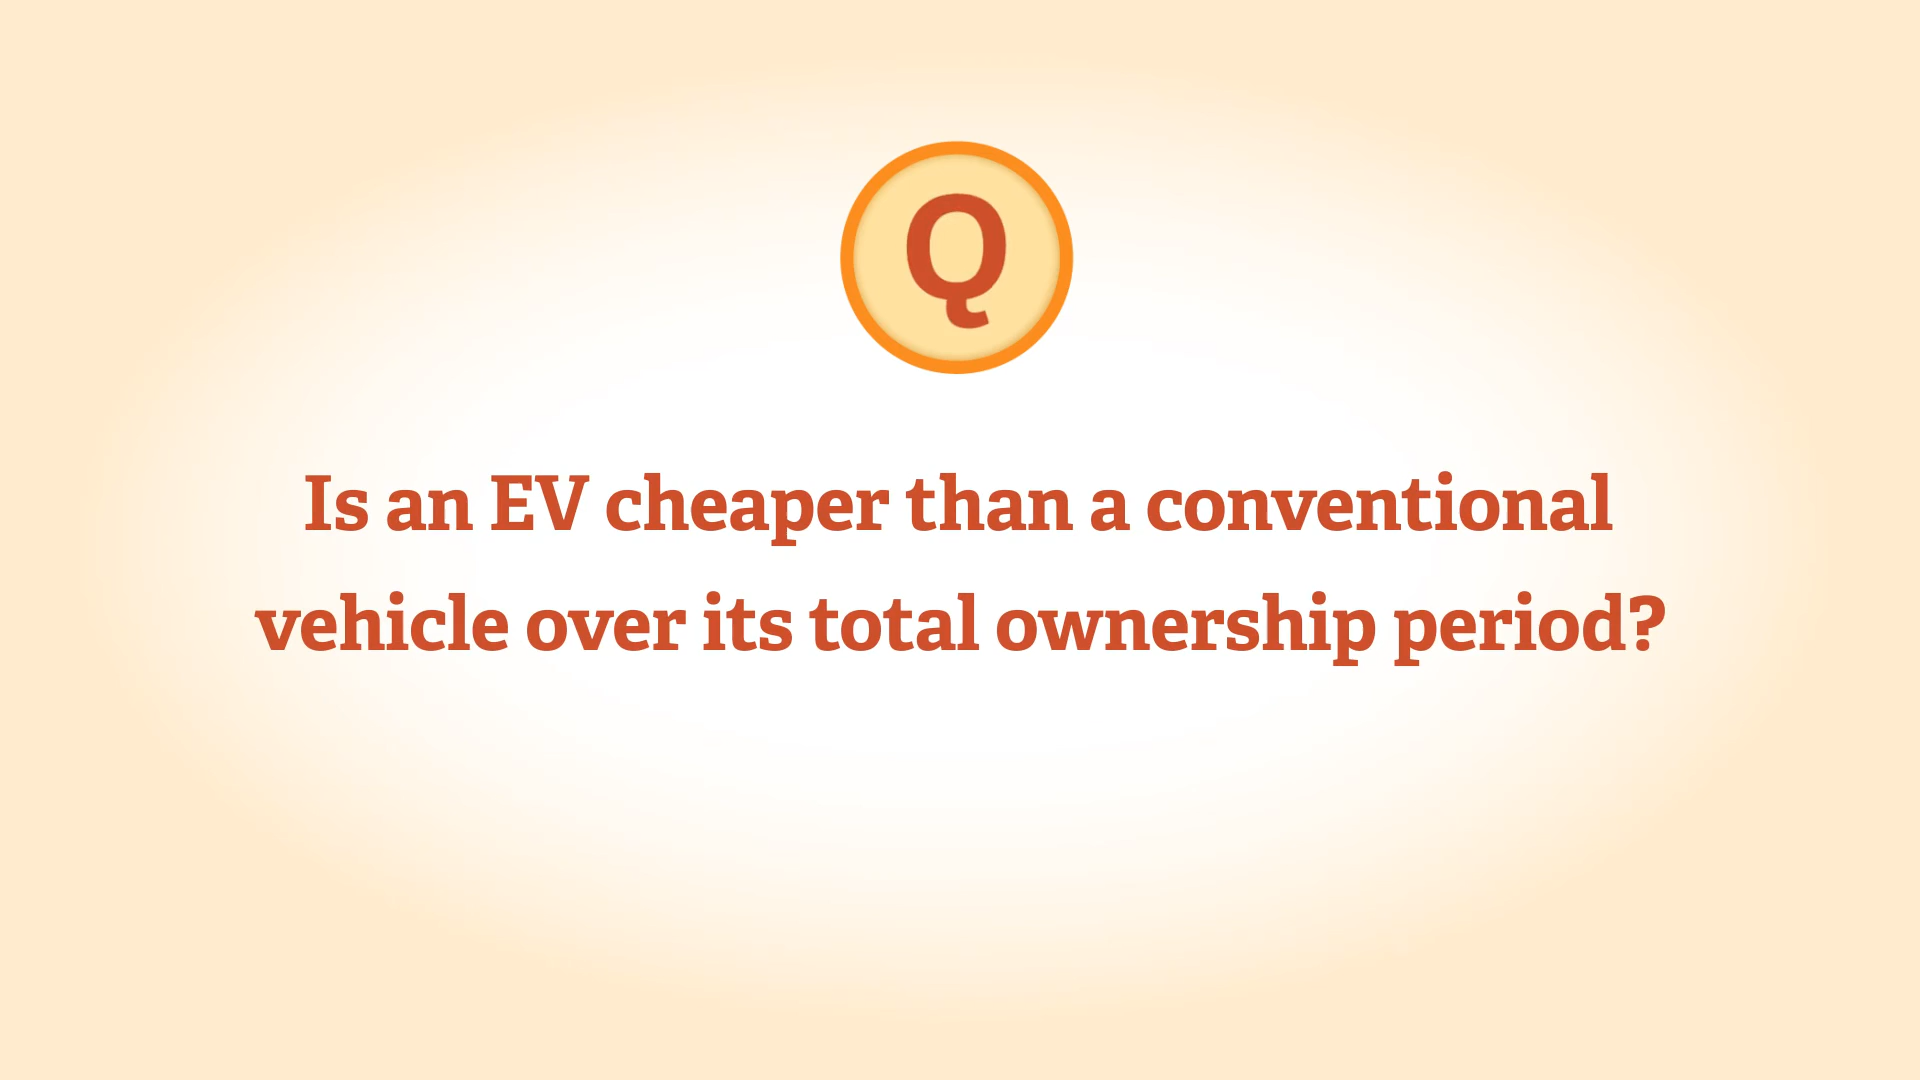 Q
Is an EV cheaper than a conventional
vehicle over its total ownership period?